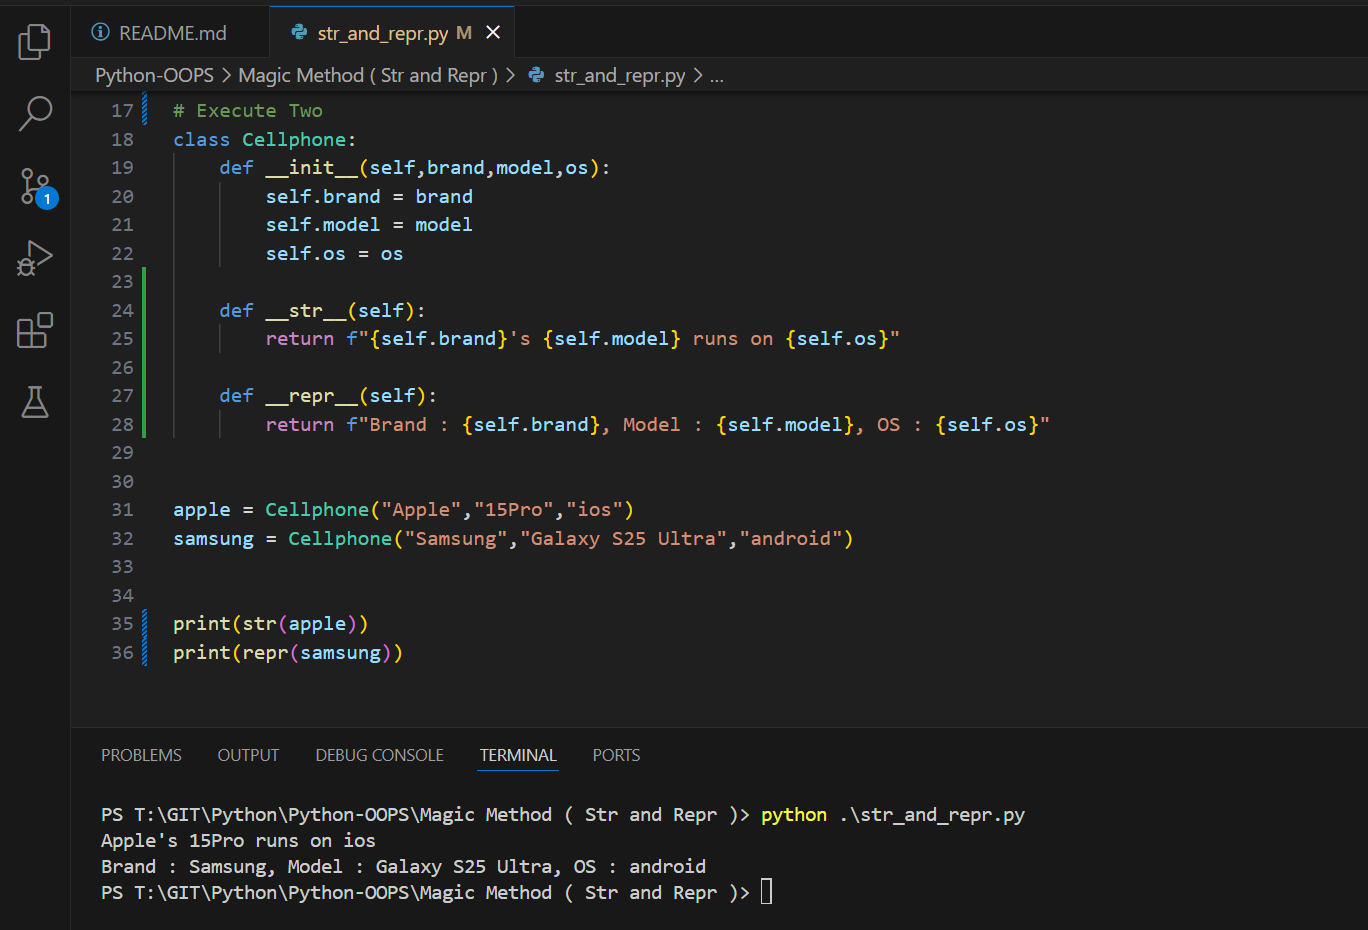 README.md
str_and_repr.py M
Python-OOPS > Magic Method ( Str and Repr ) > str_and_repr.py > ...
1
17 # Execute Two
18 class Cellphone:
19     def __init__(self,brand,model,os):
20         self.brand = brand
21         self.model = model
22         self.os = os
23
24     def __str__(self):
25         return f"{self.brand}'s {self.model} runs on {self.os}"
26
27     def __repr__(self):
28         return f"Brand : {self.brand}, Model : {self.model}, OS : {self.os}"
29
30
31 apple = Cellphone("Apple","15Pro","ios")
32 samsung = Cellphone("Samsung","Galaxy S25 Ultra","android")
33
34
35 print(str(apple))
36 print(repr(samsung))
PROBLEMS OUTPUT DEBUG CONSOLE TERMINAL PORTS
PS T:\GIT\Python\Python-OOPS\Magic Method ( Str and Repr )> python .\str_and_repr.py
Apple's 15Pro runs on ios
Brand : Samsung, Model : Galaxy S25 Ultra, OS : android
PS T:\GIT\Python\Python-OOPS\Magic Method ( Str and Repr )>